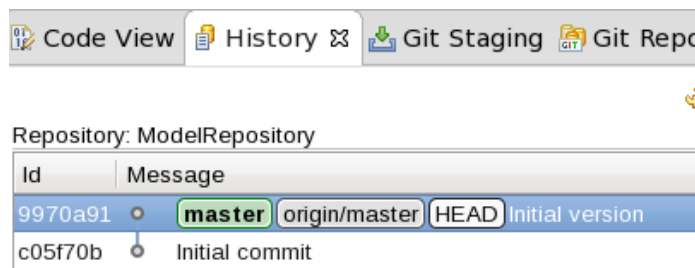 Code View History Git Staging Git Repo
Repository: ModelRepository
Id Message
9970a91 master origin/master HEAD Initial version
c05f70b Initial commit